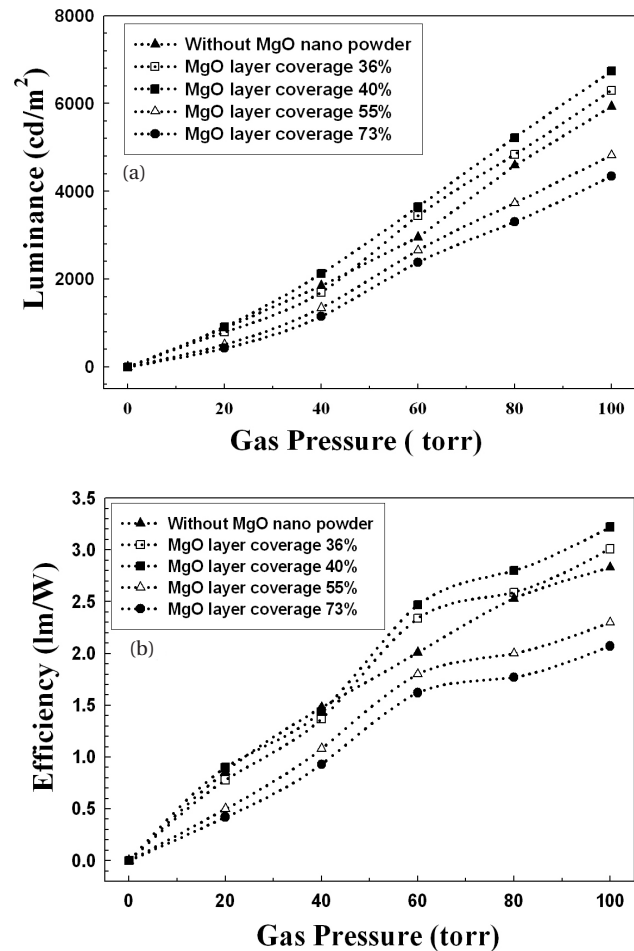 8000
6000
4000
2000
0
Luminance (cd/m²)
Without MgO nano powder
MgO layer coverage 36%
MgO layer coverage 40%
MgO layer coverage 55%
MgO layer coverage 73%
(a)
0 20 40 60 80 100
Gas Pressure ( torr)
3.5
3.0
2.5
2.0
1.5
1.0
0.5
0.0
Efficiency (lm/W)
Without MgO nano powder
MgO layer coverage 36%
MgO layer coverage 40%
MgO layer coverage 55%
MgO layer coverage 73%
(b)
0 20 40 60 80 100
Gas Pressure (torr)